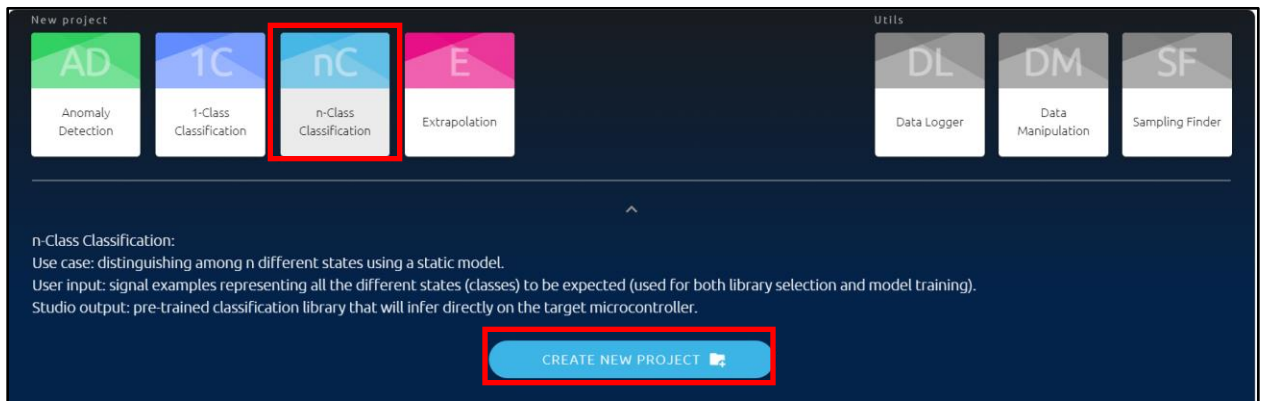 New project
Utils
AD
1C
nC
E
DL
DM
SF
Anomaly
Detection
1-Class
Classification
n-Class
Classification
Extrapolation
Data Logger
Data
Manipulation
Sampling Finder
n-Class Classification:
Use case: distinguishing among n different states using a static model.
User input: signal examples representing all the different states (classes) to be expected (used for both library selection and model training).
Studio output: pre-trained classification library that will infer directly on the target microcontroller.
CREATE NEW PROJECT